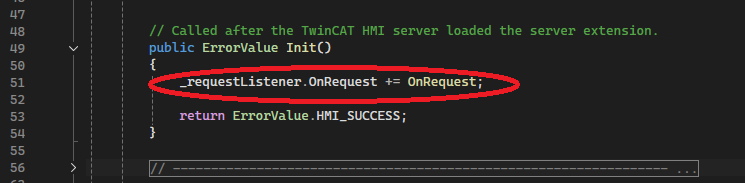 47
48 // Called after the TwinCAT HMI server loaded the server extension.
49 public ErrorValue Init()
50 {
51 _requestListener.OnRequest += OnRequest;
52
53 return ErrorValue.HMI_SUCCESS;
54 }
55
56 // ---------------------------------------------------------------- ...